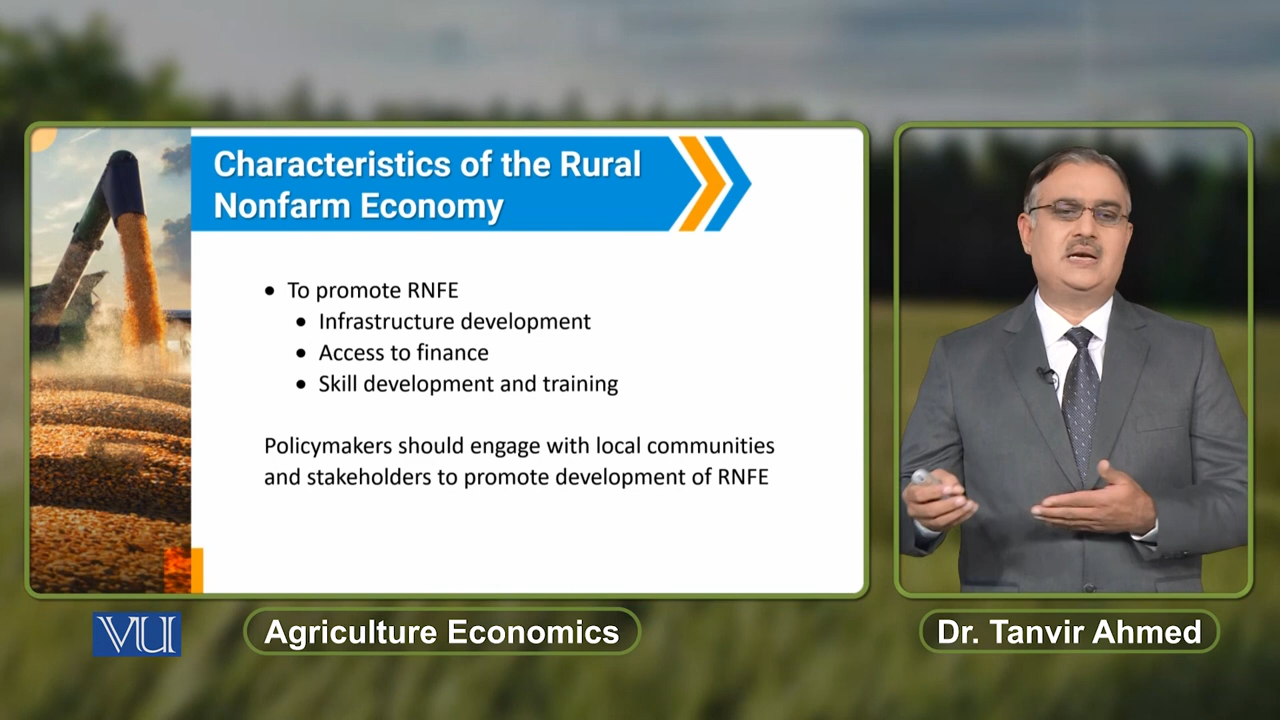 Characteristics of the Rural
Nonfarm Economy
• To promote RNFE
• Infrastructure development
• Access to finance
• Skill development and training
Policymakers should engage with local communities
and stakeholders to promote development of RNFE
VU
Agriculture Economics
Dr. Tanvir Ahmed